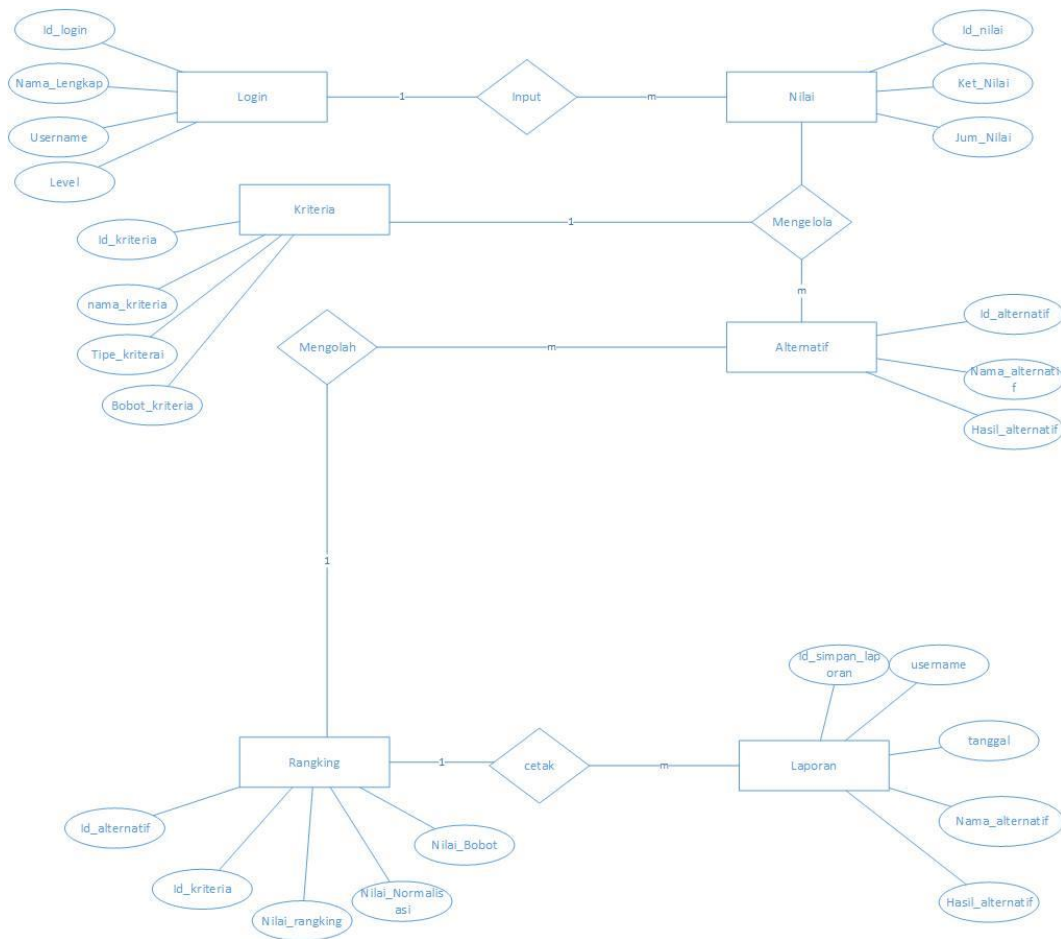 Id_login
Nama_Lengkap
Username
Level
Login
1
Input
m
Nilai
Id_nilai
Ket_Nilai
Jum_Nilai
Kriteria
1
Mengelola
Id_kriteria
nama_kriteria
Tipe_kriterai
Bobot_kriteria
m
Mengolah
m
Alternatif
Id_alternatif
Nama_alternati
f
Hasil_alternatif
1
Id_simpan_lap
oran
username
tanggal
Rangking
1
cetak
m
Laporan
Nama_alternatif
Hasil_alternatif
Id_alternatif
Id_kriteria
Nilai_rangking
Nilai_Normalis
asi
Nilai_Bobot